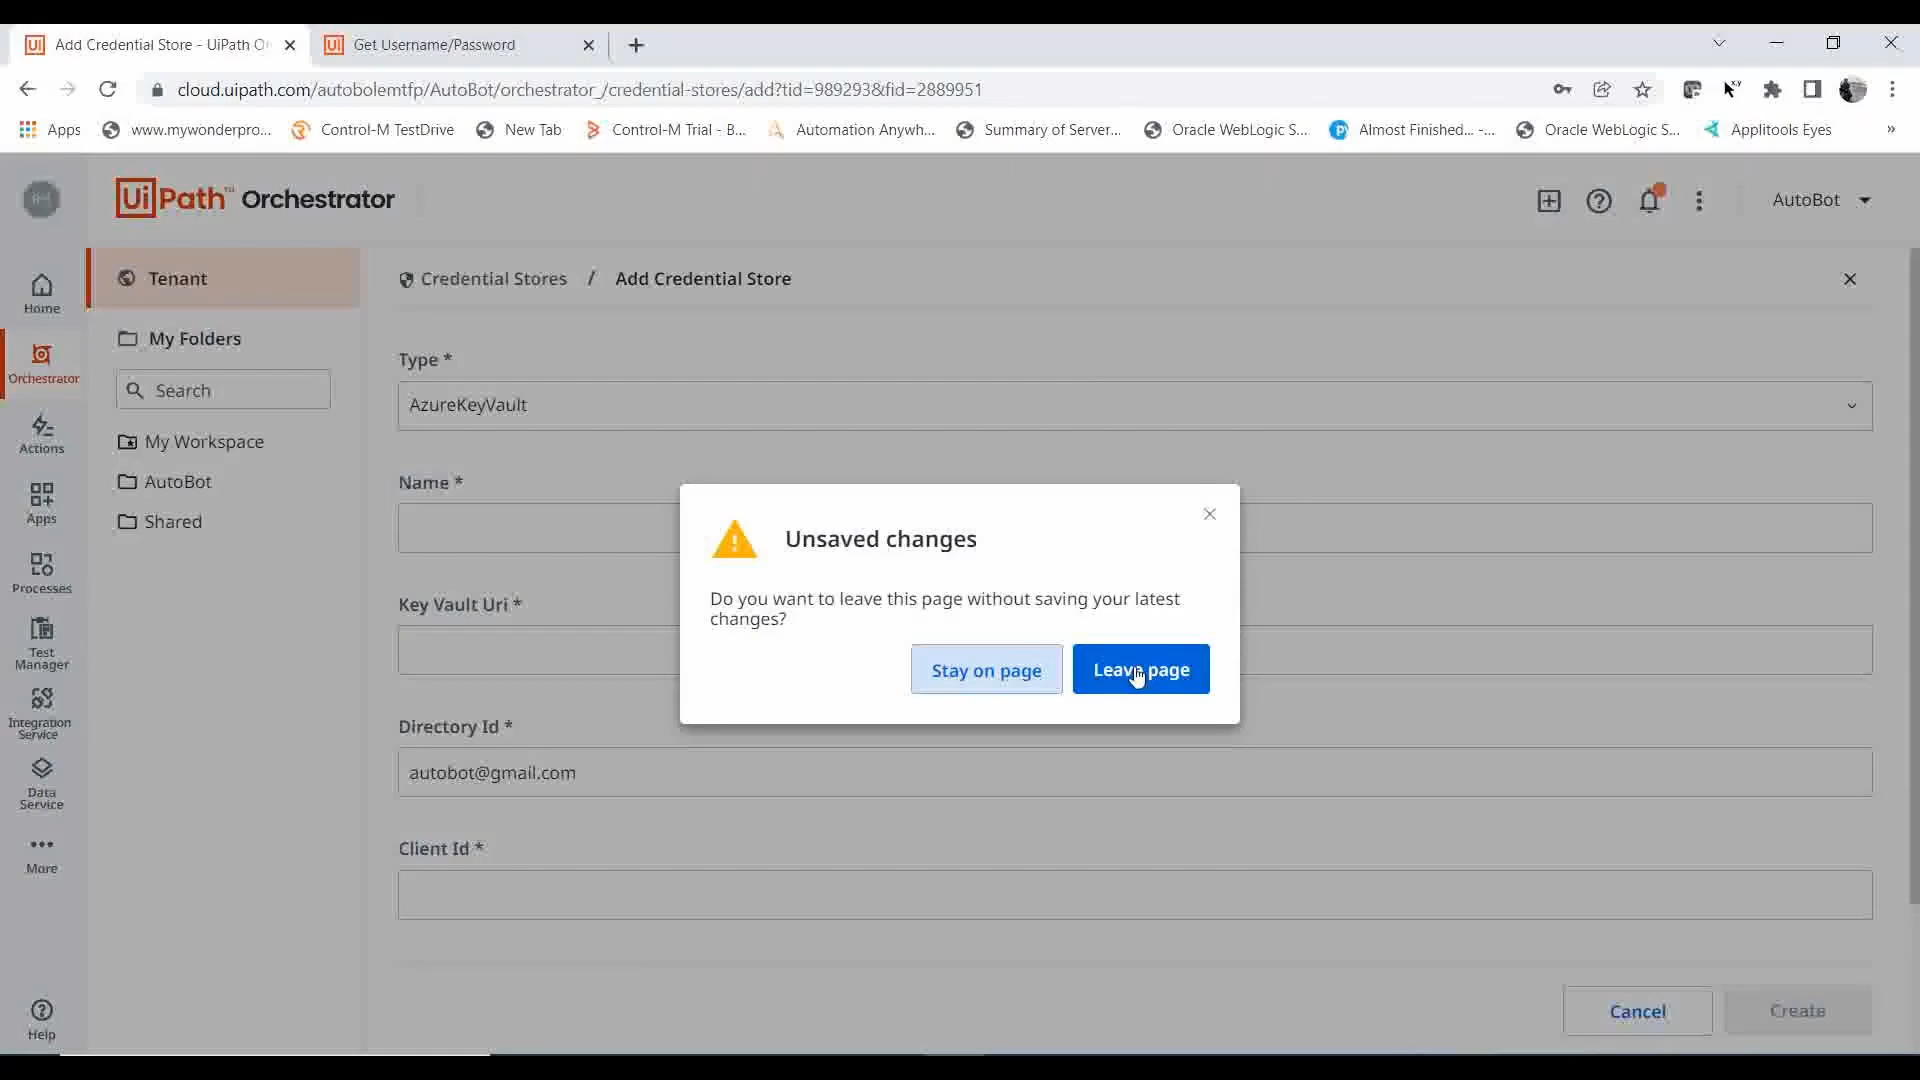 Add Credential Store - UiPath O
Get Username/Password
cloud.uipath.com/autobolemtfp/AutoBot/orchestrator_/credential-stores/add?tid=989293&fid=2889951
Apps
www.mywonderpro...
Control-M TestDrive
New Tab
Control-M Trial - B...
Automation Anywh...
Summary of Server...
Oracle WebLogic S...
Almost Finished... -...
Oracle WebLogic S...
Applitools Eyes
»
UiPath™ Orchestrator
AutoBot
Home
Orchestrator
Actions
Apps
Processes
Test
Manager
Integration
Service
Data
Service
More
Help
Tenant
My Folders
Search
My Workspace
AutoBot
Shared
Credential Stores / Add Credential Store
Type *
AzureKeyVault
Name *
Key Vault Uri *
Directory Id *
autobot@gmail.com
Client Id *
Unsaved changes
Do you want to leave this page without saving your latest
changes?
Stay on page
Leave page
Cancel
Create